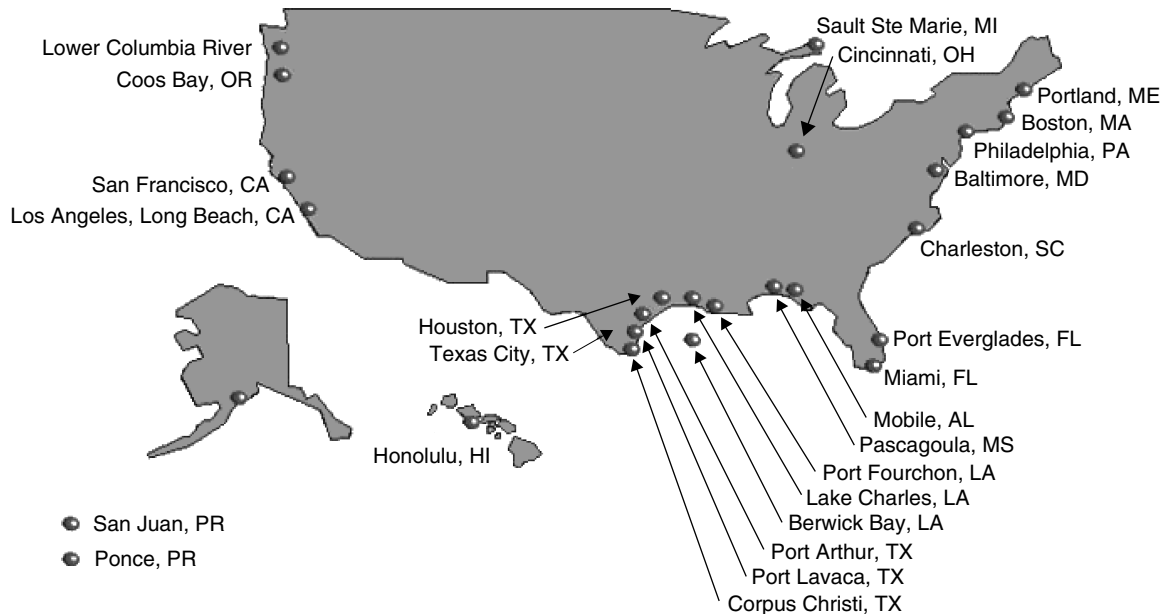 Sault Ste Marie, MI
Cincinnati, OH
Lower Columbia River
Coos Bay, OR
Portland, ME
Boston, MA
Philadelphia, PA
Baltimore, MD
San Francisco, CA
Los Angeles, Long Beach, CA
Charleston, SC
Houston, TX
Texas City, TX
Port Everglades, FL
Miami, FL
Mobile, AL
Pascagoula, MS
Honolulu, HI
Port Fourchon, LA
Lake Charles, LA
Berwick Bay, LA
Port Arthur, TX
Port Lavaca, TX
Corpus Christi, TX
San Juan, PR
Ponce, PR